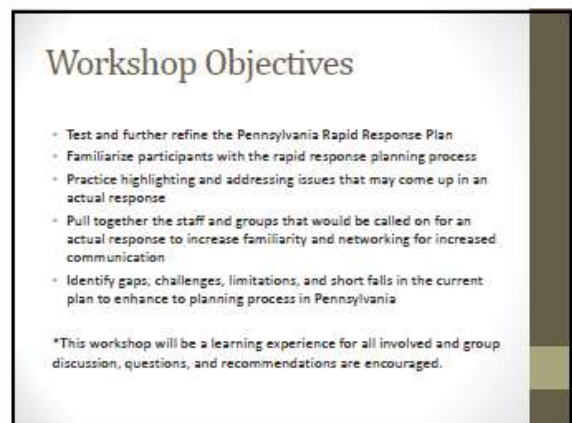 Workshop Objectives
• Test and further refine the Pennsylvania Rapid Response Plan
• Familiarize participants with the rapid response planning process
• Practice highlighting and addressing issues that may come up in an
actual response
• Pull together the staff and groups that would be called on for an
actual response to increase familiarity and networking for increased
communication
• Identify gaps, challenges, limitations, and short falls in the current
plan to enhance to planning process in Pennsylvania
*This workshop will be a learning experience for all involved and group
discussion, questions, and recommendations are encouraged.